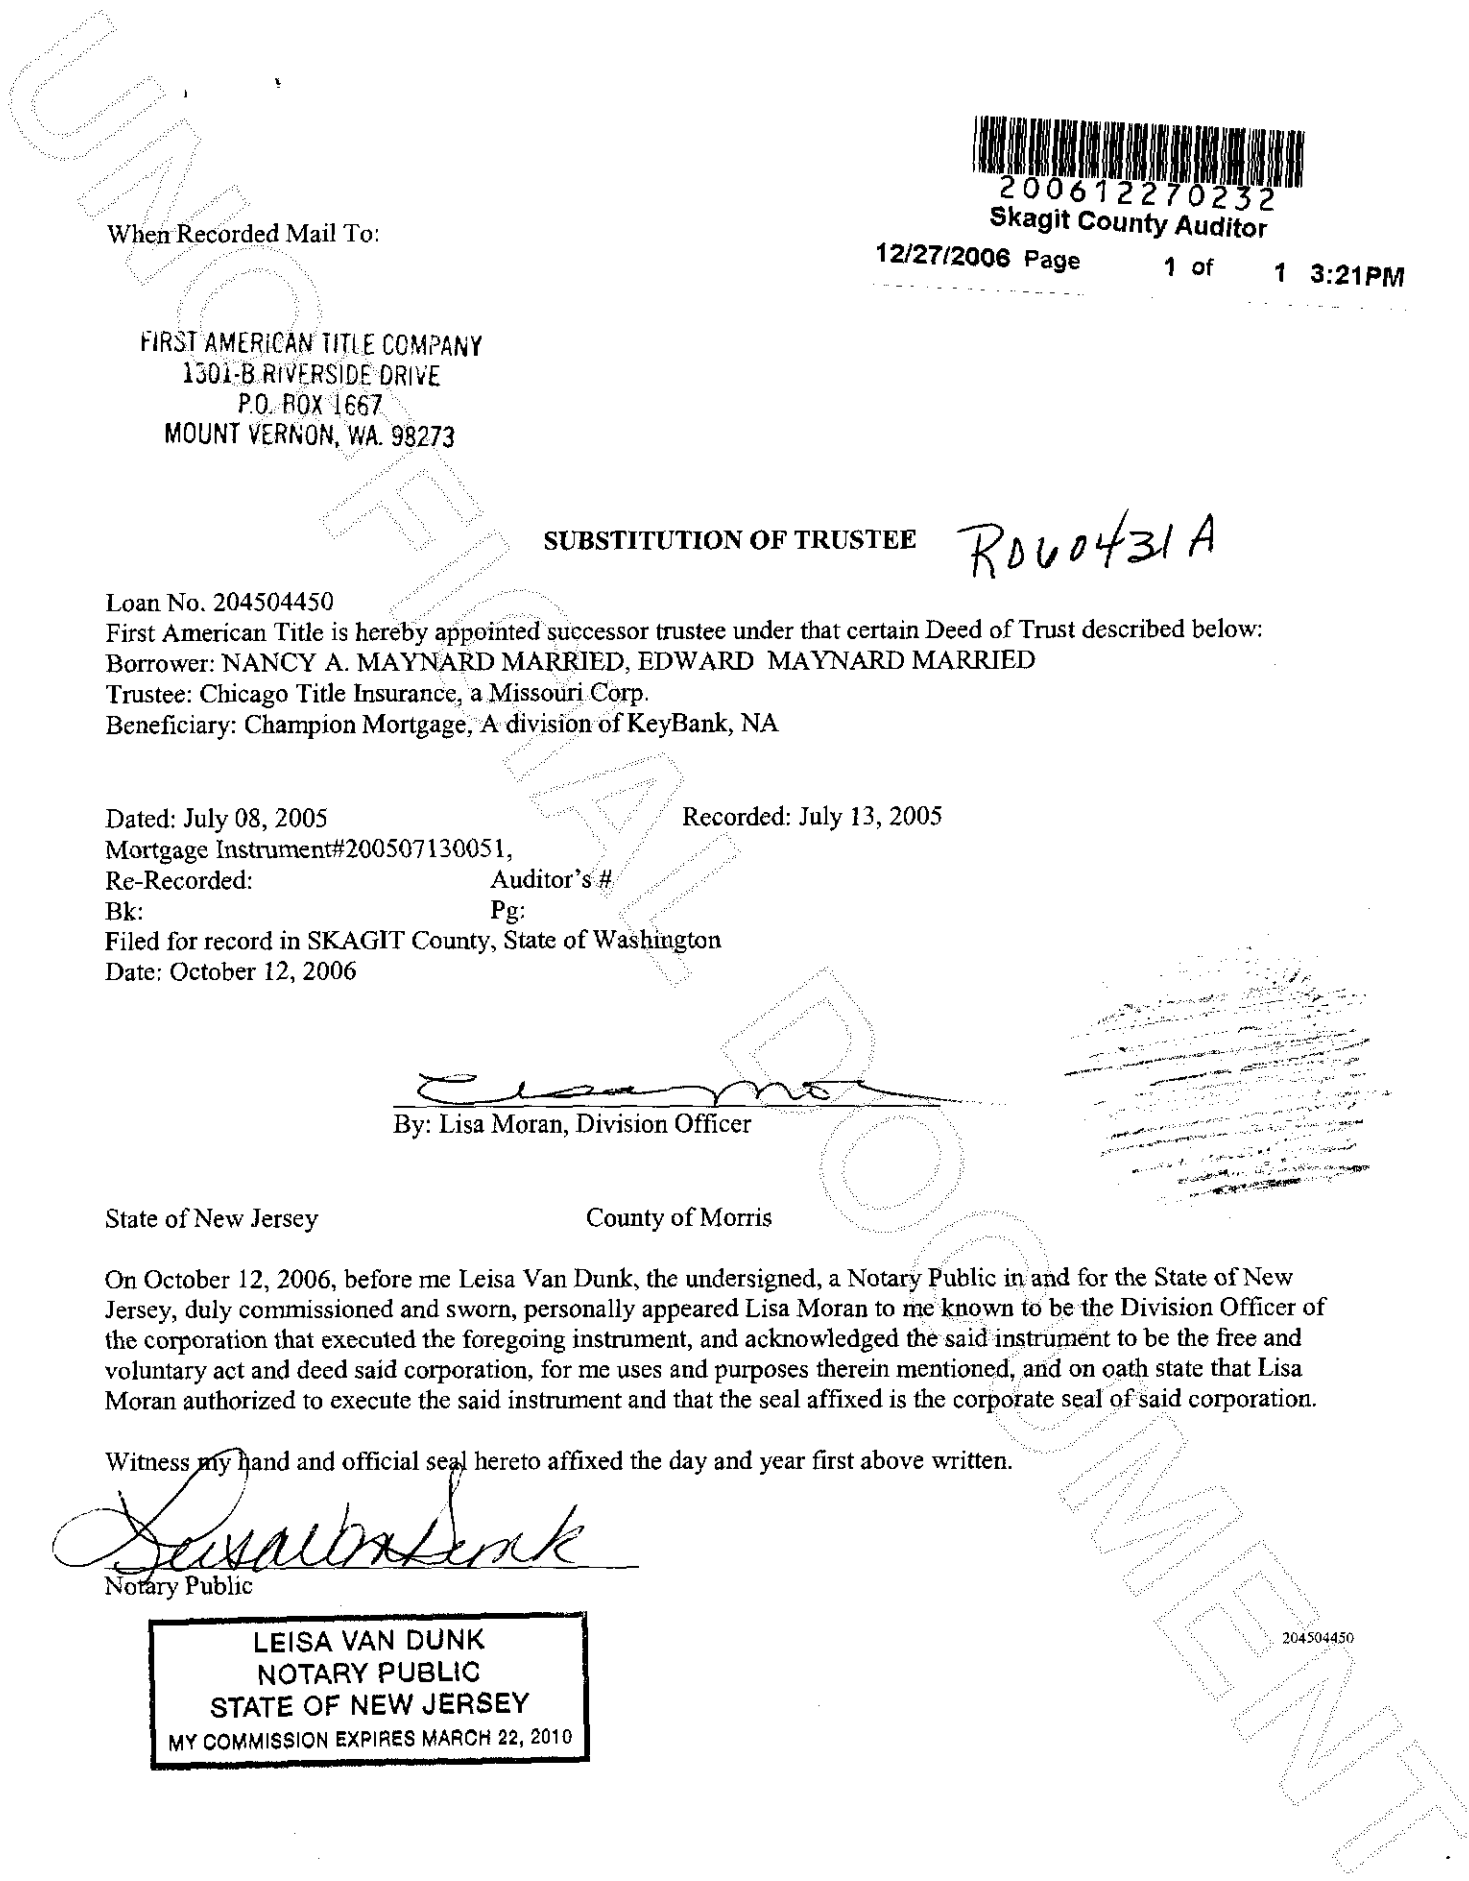 200612270232
Skagit County Auditor
12/27/2006 Page 1 of 1 3:21PM
When Recorded Mail To:
FIRST AMERICAN TITLE COMPANY
1301-B RIVERSIDE DRIVE
P.O. BOX 1667
MOUNT VERNON, WA. 98273
SUBSTITUTION OF TRUSTEE RD60431A
Loan No. 204504450
First American Title is hereby appointed successor trustee under that certain Deed of Trust described below:
Borrower: NANCY A. MAYNARD MARRIED, EDWARD MAYNARD MARRIED
Trustee: Chicago Title Insurance, a Missouri Corp.
Beneficiary: Champion Mortgage, A division of KeyBank, NA
Dated: July 08, 2005 Recorded: July 13, 2005
Mortgage Instrument#200507130051,
Re-Recorded: Auditor's #
Bk: Pg:
Filed for record in SKAGIT County, State of Washington
Date: October 12, 2006
By: Lisa Moran, Division Officer
State of New Jersey County of Morris
On October 12, 2006, before me Leisa Van Dunk, the undersigned, a Notary Public in and for the State of New
Jersey, duly commissioned and sworn, personally appeared Lisa Moran to me known to be the Division Officer of
the corporation that executed the foregoing instrument, and acknowledged the said instrument to be the free and
voluntary act and deed said corporation, for me uses and purposes therein mentioned, and on oath state that Lisa
Moran authorized to execute the said instrument and that the seal affixed is the corporate seal of said corporation.
Witness my hand and official seal hereto affixed the day and year first above written.
Leisa Van Dunk
Notary Public
LEISA VAN DUNK
NOTARY PUBLIC
STATE OF NEW JERSEY
MY COMMISSION EXPIRES MARCH 22, 2010
204504450
UNOFFICIAL DOCUMENT